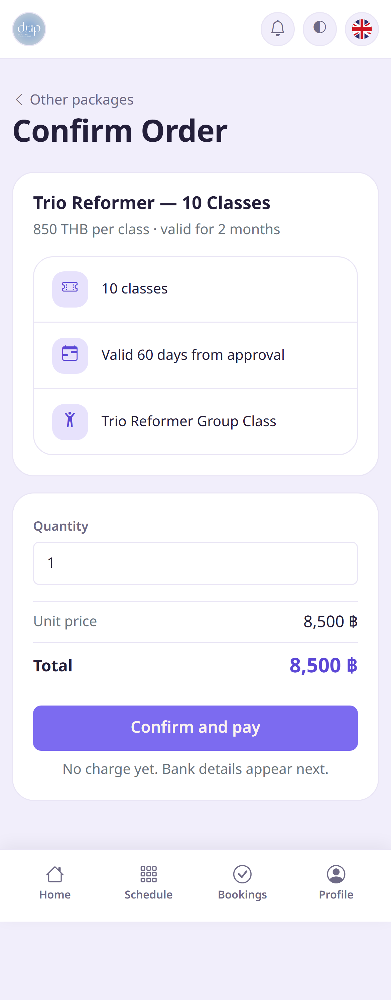 drip
Other packages
Confirm Order
Trio Reformer — 10 Classes
850 THB per class · valid for 2 months
10 classes
Valid 60 days from approval
Trio Reformer Group Class
Quantity
1
Unit price 8,500 ฿
Total 8,500 ฿
Confirm and pay
No charge yet. Bank details appear next.
Home Schedule Bookings Profile